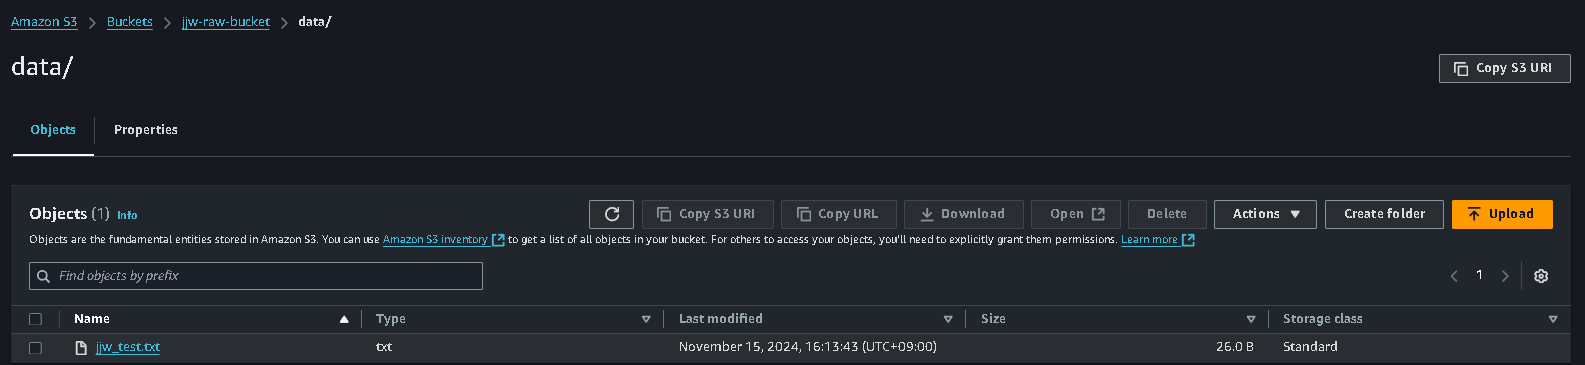 Amazon S3 > Buckets > jjw-raw-bucket > data/
data/
Copy S3 URI
Objects Properties
Objects (1) Info
Copy S3 URI Copy URL Download Open Delete Actions Create folder Upload
Objects are the fundamental entities stored in Amazon S3. You can use Amazon S3 inventory to get a list of all objects in your bucket. For others to access your objects, you'll need to explicitly grant them permissions. Learn more
Find objects by prefix
1
Name Type Last modified Size Storage class
jjw_test.txt txt November 15, 2024, 16:13:43 (UTC+09:00) 26.0 B Standard